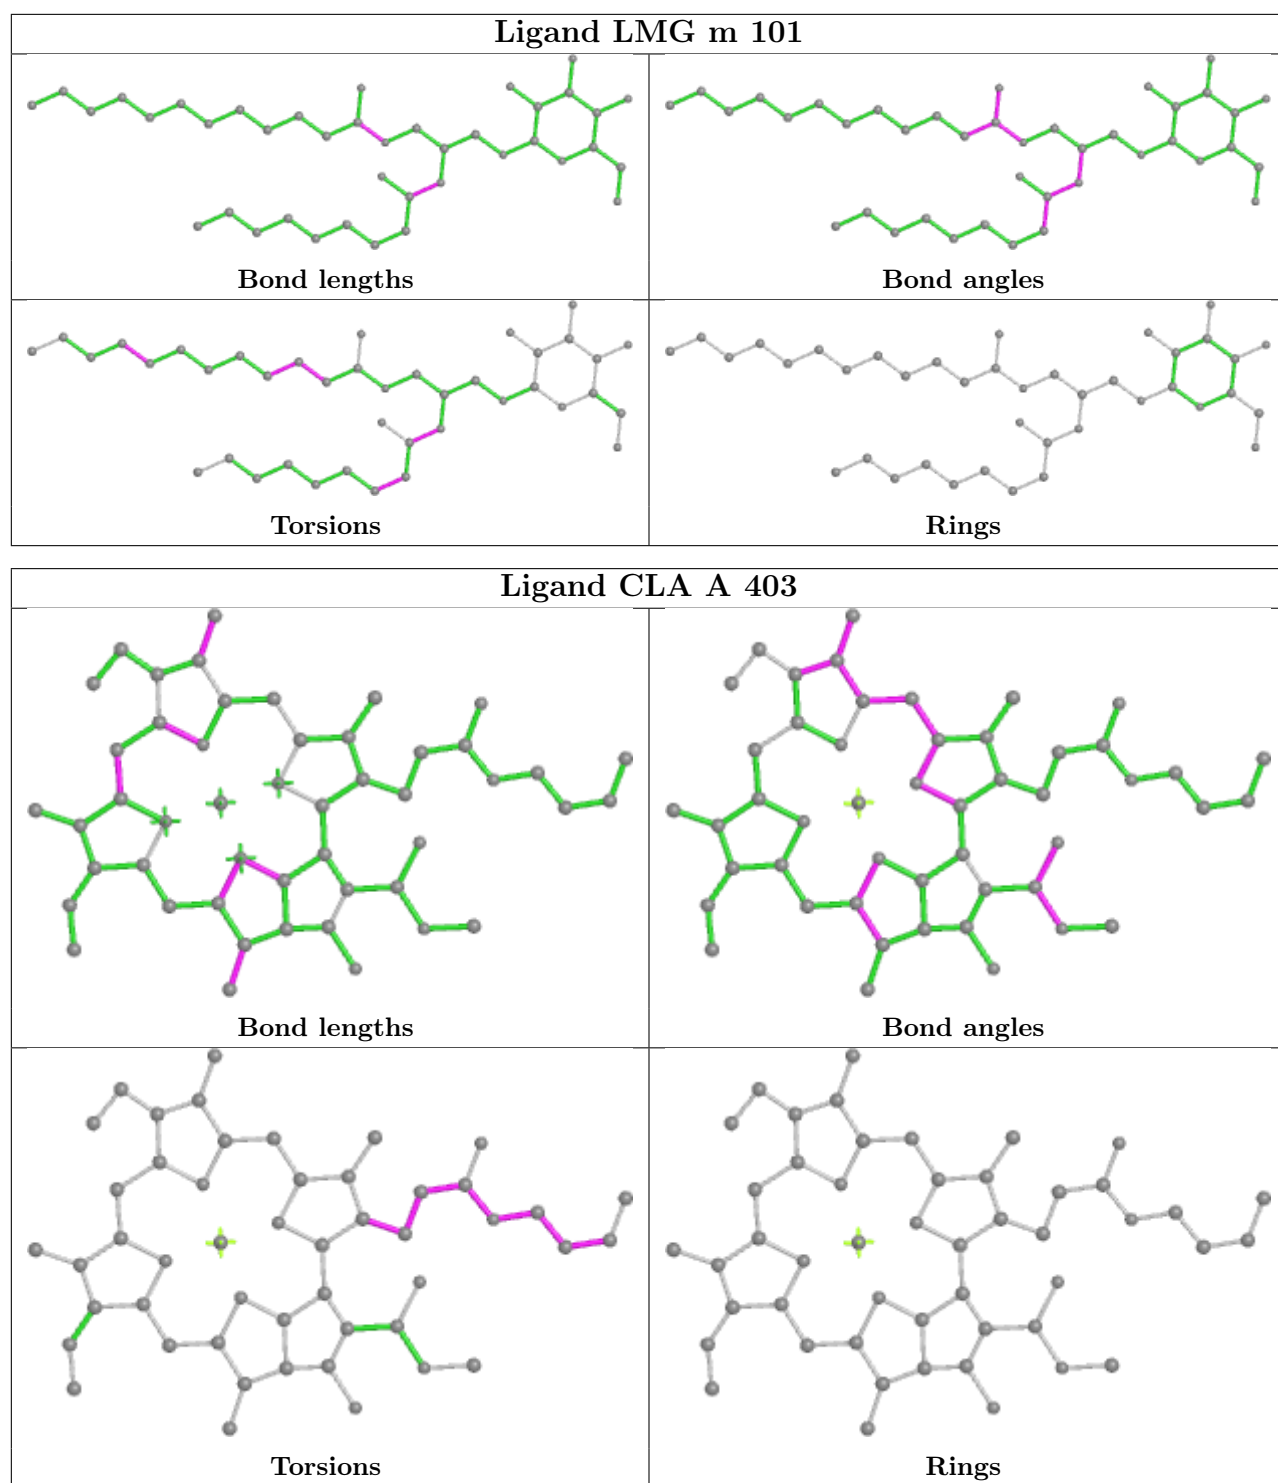 Ligand LMG m 101
Bond lengths
Bond angles
Torsions
Rings
Ligand CLA A 403
Bond lengths
Bond angles
Torsions
Rings